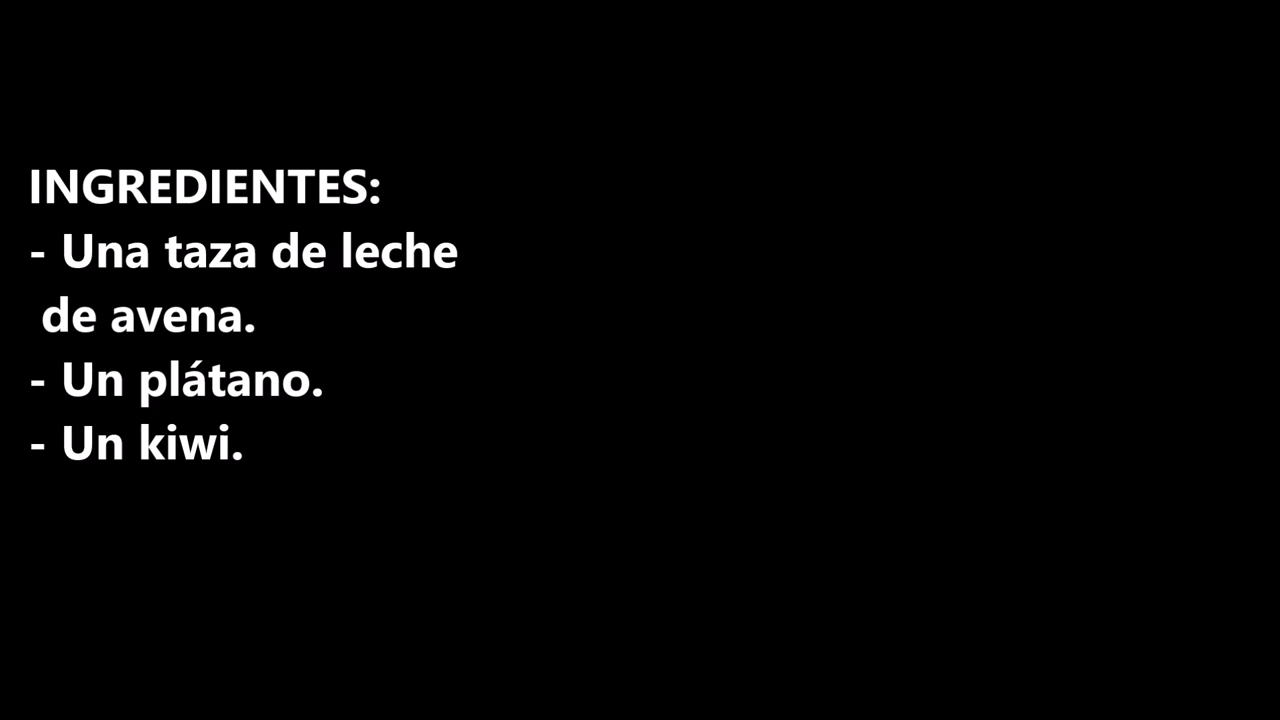 INGREDIENTES:
- Una taza de leche
de avena.
- Un plátano.
- Un kiwi.